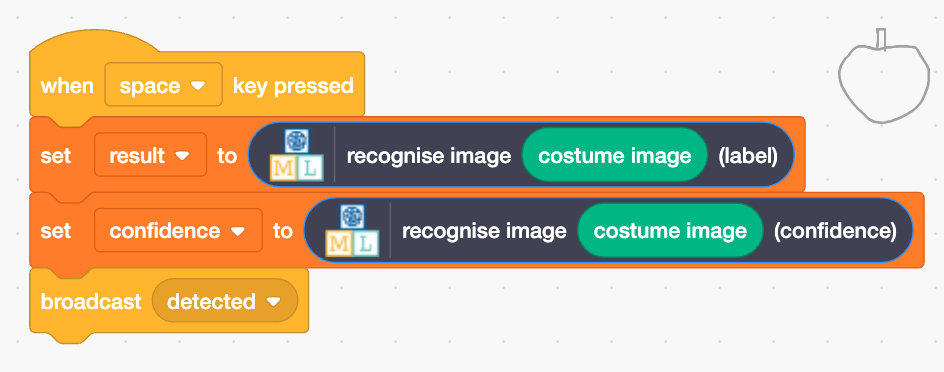 when space key pressed
set result to ML recognise image costume image (label)
set confidence to ML recognise image costume image (confidence)
broadcast detected